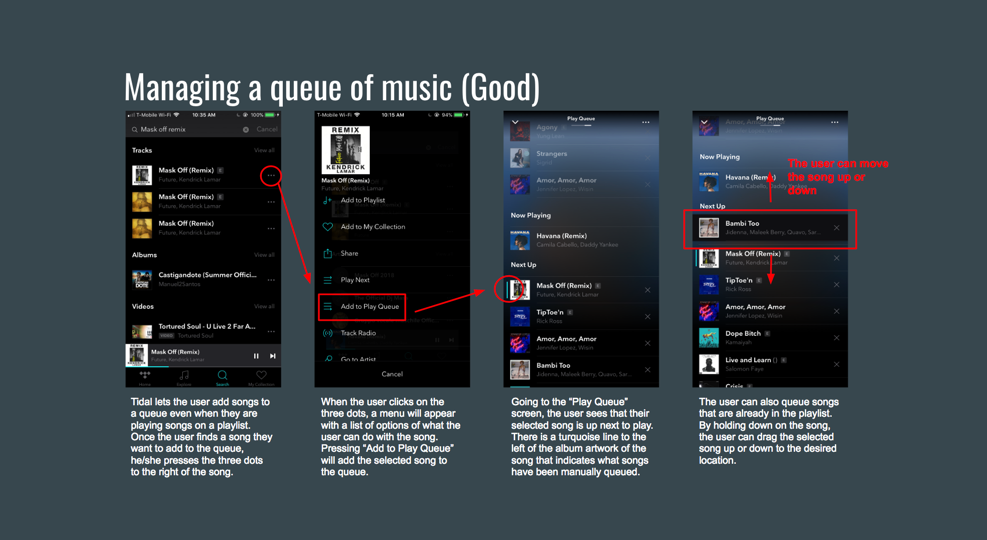 Managing a queue of music (Good)
T-Mobile Wi-Fi 10:35 AM 100%
Mask off remix Cancel
Tracks View all
Mask Off (Remix) E
Future, Kendrick Lamar
Mask Off (Remix) E
Future, Kendrick Lamar
Mask Off (Remix)
Future, Kendrick Lamar
Albums View all
Castigandote (Summer Offici...
Manual2Santos
Videos View all
Tortured Soul - U Live 2 Far A...
VIDEO Tortured Soul
Mask Off (Remix)
Future, Kendrick Lamar
Home Explore Search My Collection
Tidal lets the user add songs to
a queue even when they are
playing songs on a playlist.
Once the user finds a song they
want to add to the queue,
he/she presses the three dots
to the right of the song.
T-Mobile Wi-Fi 10:15 AM 94%
REMIX
KENDRICK
LAMAR
Mask Off (Remix)
Future, Kendrick Lamar
Add to Playlist
Add to My Collection
Share
Play Next
Add to Play Queue
Track Radio
Go to Artist
Cancel
When the user clicks on the
three dots, a menu will appear
with a list of options of what the
user can do with the song.
Pressing “Add to Play Queue”
will add the selected song to
the queue.
Play Queue
Agony
Yung Lean
Strangers
Sigrid
Amor, Amor, Amor
Jennifer Lopez, Wisin
Now Playing
Havana (Remix)
Camila Cabello, Daddy Yankee
Next Up
Mask Off (Remix) E
Future, Kendrick Lamar
TipToe'n E
Rick Ross
Amor, Amor, Amor
Jennifer Lopez, Wisin
Bambi Too
Jidenna, Maleek Berry, Quavo, Sar...
Going to the “Play Queue”
screen, the user sees that their
selected song is up next to play.
There is a turquoise line to the
left of the album artwork of the
song that indicates what songs
have been manually queued.
Play Queue
Amor, Amor, Amor
Jennifer Lopez, Wisin
Now Playing
The user can move
the song up or
down
Havana (Remix)
Camila Cabello, Daddy Yankee
Next Up
Bambi Too
Jidenna, Maleek Berry, Quavo, Sar...
Mask Off (Remix) E
Future, Kendrick Lamar
TipToe'n E
Rick Ross
Amor, Amor, Amor
Jennifer Lopez, Wisin
Dope Bitch E
Kamaiyah
Live and Learn () E
Salomon Faye
Crisis E
The user can also queue songs
that are already in the playlist.
By holding down on the song,
the user can drag the selected
song up or down to the desired
location.